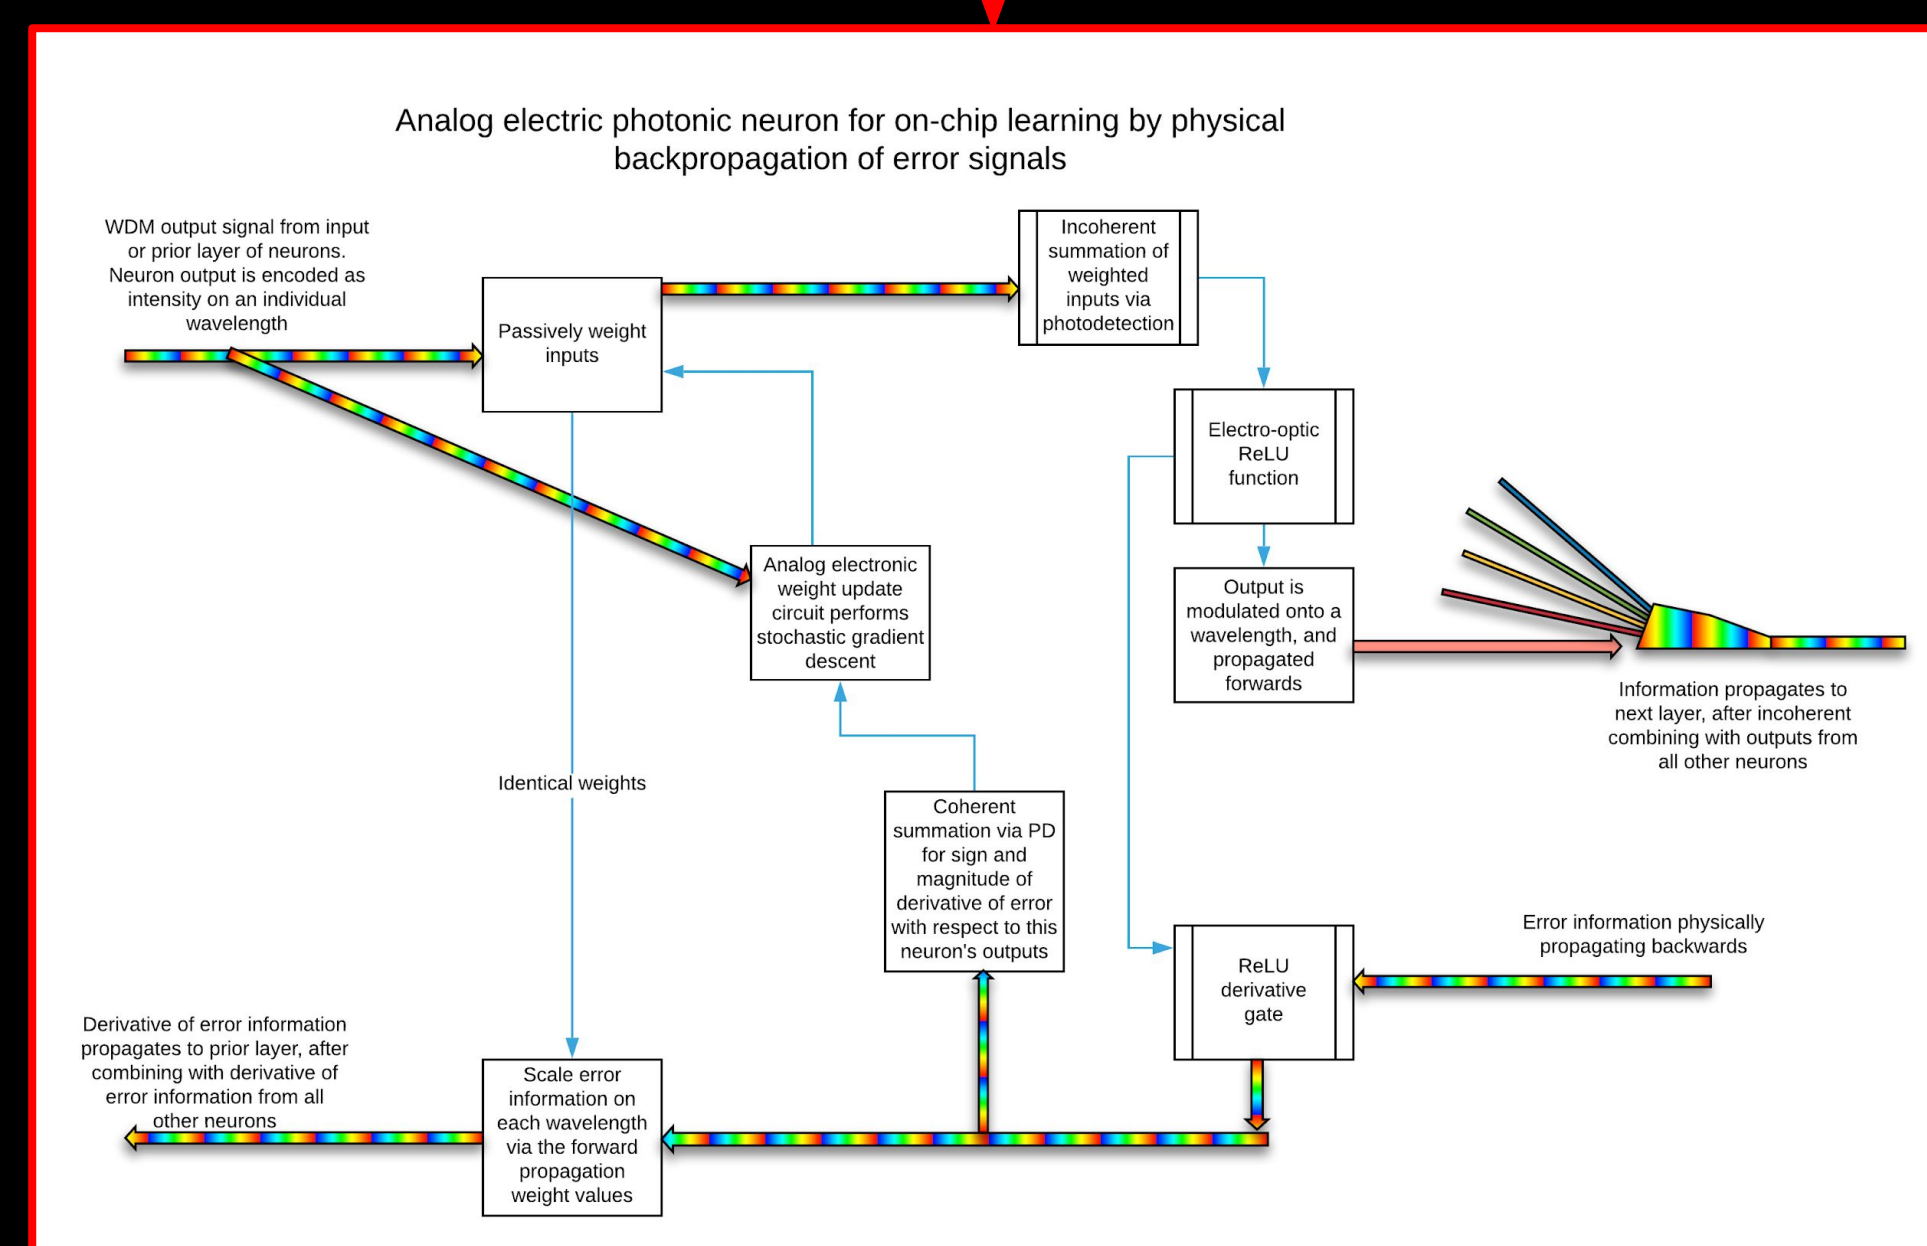 Analog electric photonic neuron for on-chip learning by physical
backpropagation of error signals
WDM output signal from input
or prior layer of neurons.
Neuron output is encoded as
intensity on an individual
wavelength
Passively weight
inputs
Incoherent
summation of
weighted
inputs via
photodetection
Electro-optic
ReLU
function
Analog electronic
weight update
circuit performs
stochastic gradient
descent
Output is
modulated onto a
wavelength, and
propagated
forwards
Information propagates to
next layer, after incoherent
combining with outputs from
all other neurons
Identical weights
Coherent
summation via PD
for sign and
magnitude of
derivative of error
with respect to this
neuron's outputs
Error information physically
propagating backwards
ReLU
derivative
gate
Derivative of error information
propagates to prior layer, after
combining with derivative of
error information from all
other neurons
Scale error
information on
each wavelength
via the forward
propagation
weight values